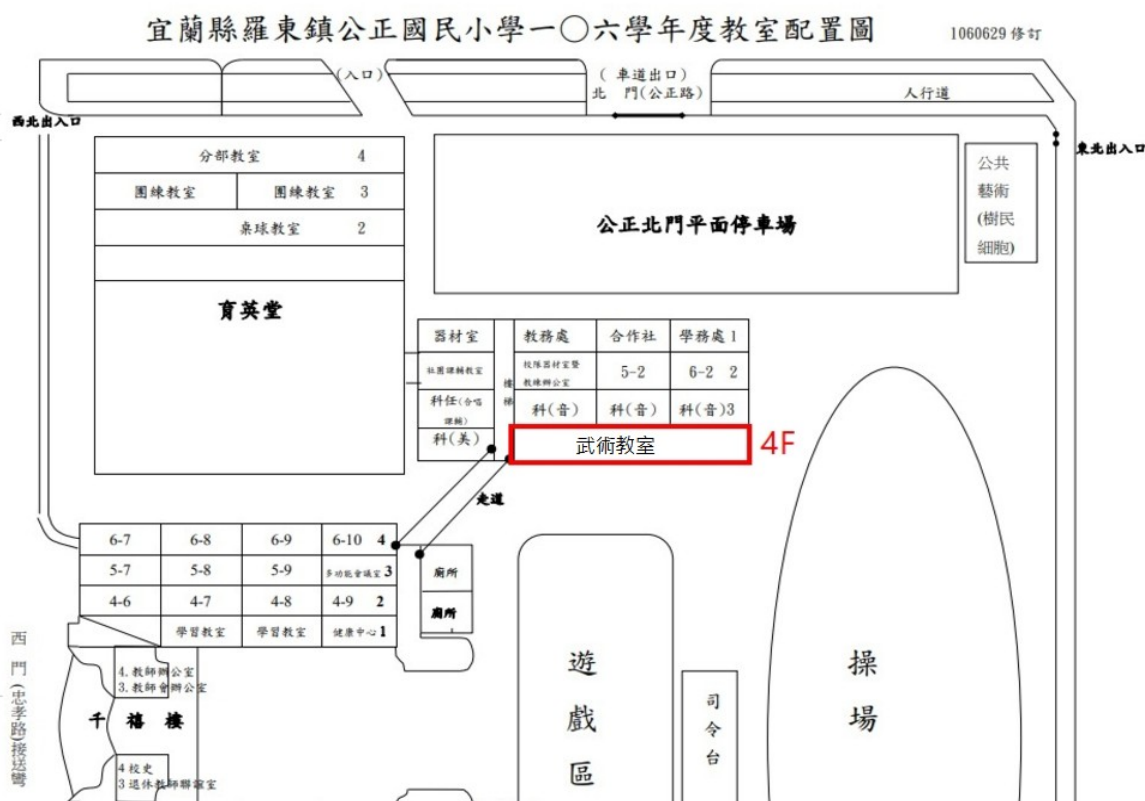 宜蘭縣羅東鎮公正國民小學一〇六學年度教室配置圖
1060629 修訂
(入口)
(車道出口)
北 門(公正路)
人行道
西北出入口
東北出入口
分部教室 4
團練教室
團練教室 3
桌球教室 2
育英堂
公正北門平面停車場
公共
藝術
(樹民
細胞)
器材室
教務處
合作社
學務處 1
社團課輔教室
樓
梯
校隊器材室暨
教練辦公室
5-2
6-2 2
科任(合唱
課輔)
科(音)
科(音)
科(音)3
科(美)
武術教室
4F
走道
6-7
6-8
6-9
6-10 4
5-7
5-8
5-9
多功能會議室 3
4-6
4-7
4-8
4-9 2
學習教室
學習教室
健康中心 1
廁所
廁所
西
門
(忠孝路)接送彎
4.教師辦公室
3.教師會辦公室
千禧樓
4 校史
3 退休教師聯誼室
遊
戲
區
司
令
台
操
場